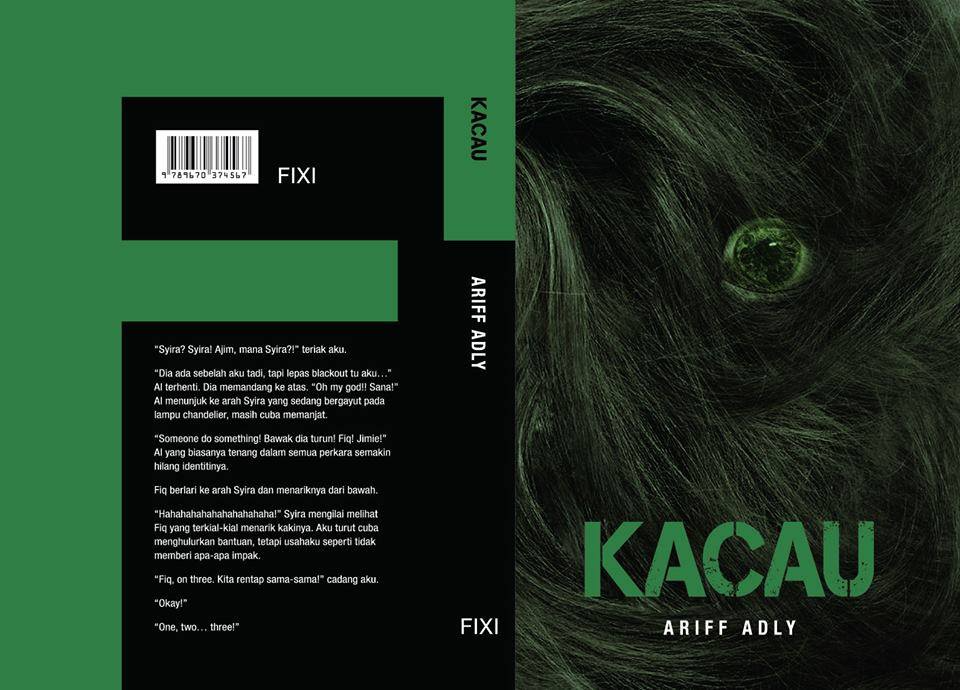 9 789670 374567
FIXI
“Syira? Syira! Ajim, mana Syira?!” teriak aku.
“Dia ada sebelah aku tadi, tapi lepas blackout tu aku…”
Al terhenti. Dia memandang ke atas. “Oh my god!! Sana!”
Al menunjuk ke arah Syira yang sedang bergayut pada
lampu chandelier, masih cuba memanjat.
“Someone do something! Bawak dia turun! Fiq! Jimie!”
Al yang biasanya tenang dalam semua perkara semakin
hilang identitinya.
Fiq berlari ke arah Syira dan menariknya dari bawah.
“Hahahahahahahahahahaha!” Syira mengilai melihat
Fiq yang terkial-kial menarik kakinya. Aku turut cuba
menghulurkan bantuan, tetapi usahaku seperti tidak
memberi apa-apa impak.
“Fiq, on three. Kita rentap sama-sama!” cadang aku.
“Okay!”
“One, two… three!”
KACAU
ARIFF ADLY
FIXI
KACAU
ARIFF ADLY